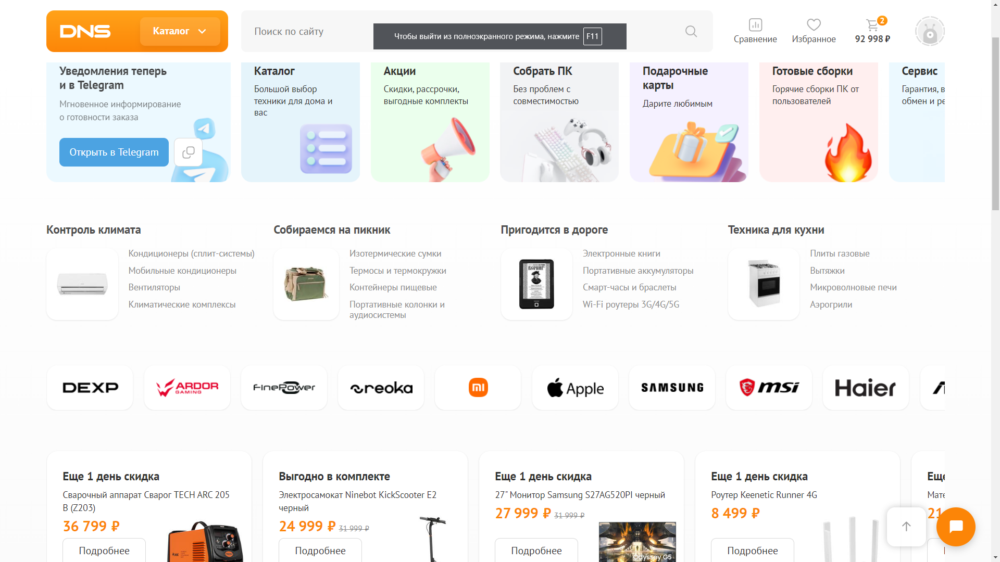 DNS
Каталог
Поиск по сайту
Чтобы выйти из полноэкранного режима, нажмите F11
Сравнение
Избранное
2
92 998 ₽
Уведомления теперь
и в Telegram
Мгновенное информирование
о готовности заказа
Открыть в Telegram
Каталог
Большой выбор
техники для дома и
вас
Акции
Скидки, рассрочки,
выгодные комплекты
Собрать ПК
Без проблем с
совместимостью
Подарочные
карты
Дарите любимым
Готовые сборки
Горячие сборки ПК от
пользователей
Сервис
Гарантия, в
обмен и ре
Контроль климата
Кондиционеры (сплит-системы)
Мобильные кондиционеры
Вентиляторы
Климатические комплексы
Собираемся на пикник
Изотермические сумки
Термосы и термокружки
Контейнеры пищевые
Портативные колонки и
аудиосистемы
Пригодится в дороге
Электронные книги
Портативные аккумуляторы
Смарт-часы и браслеты
Wi-Fi роутеры 3G/4G/5G
Техника для кухни
Плиты газовые
Вытяжки
Микроволновые печи
Аэрогрили
DEXP
ARDOR
GAMING
FinePower
Areoka
mi
Apple
SAMSUNG
msi
Haier
Еще 1 день скидка
Сварочный аппарат Сварог TECH ARC 205
B (Z203)
36 799 ₽
Подробнее
Выгодно в комплекте
Электросамокат Ninebot KickScooter E2
черный
24 999 ₽ 31 999 ₽
Подробнее
Еще 1 день скидка
27" Монитор Samsung S27AG520PI черный
27 999 ₽ 31 999 ₽
Подробнее
Odyssey G5
Еще 1 день скидка
Роутер Keenetic Runner 4G
8 499 ₽
Подробнее
Еще
Мате
21